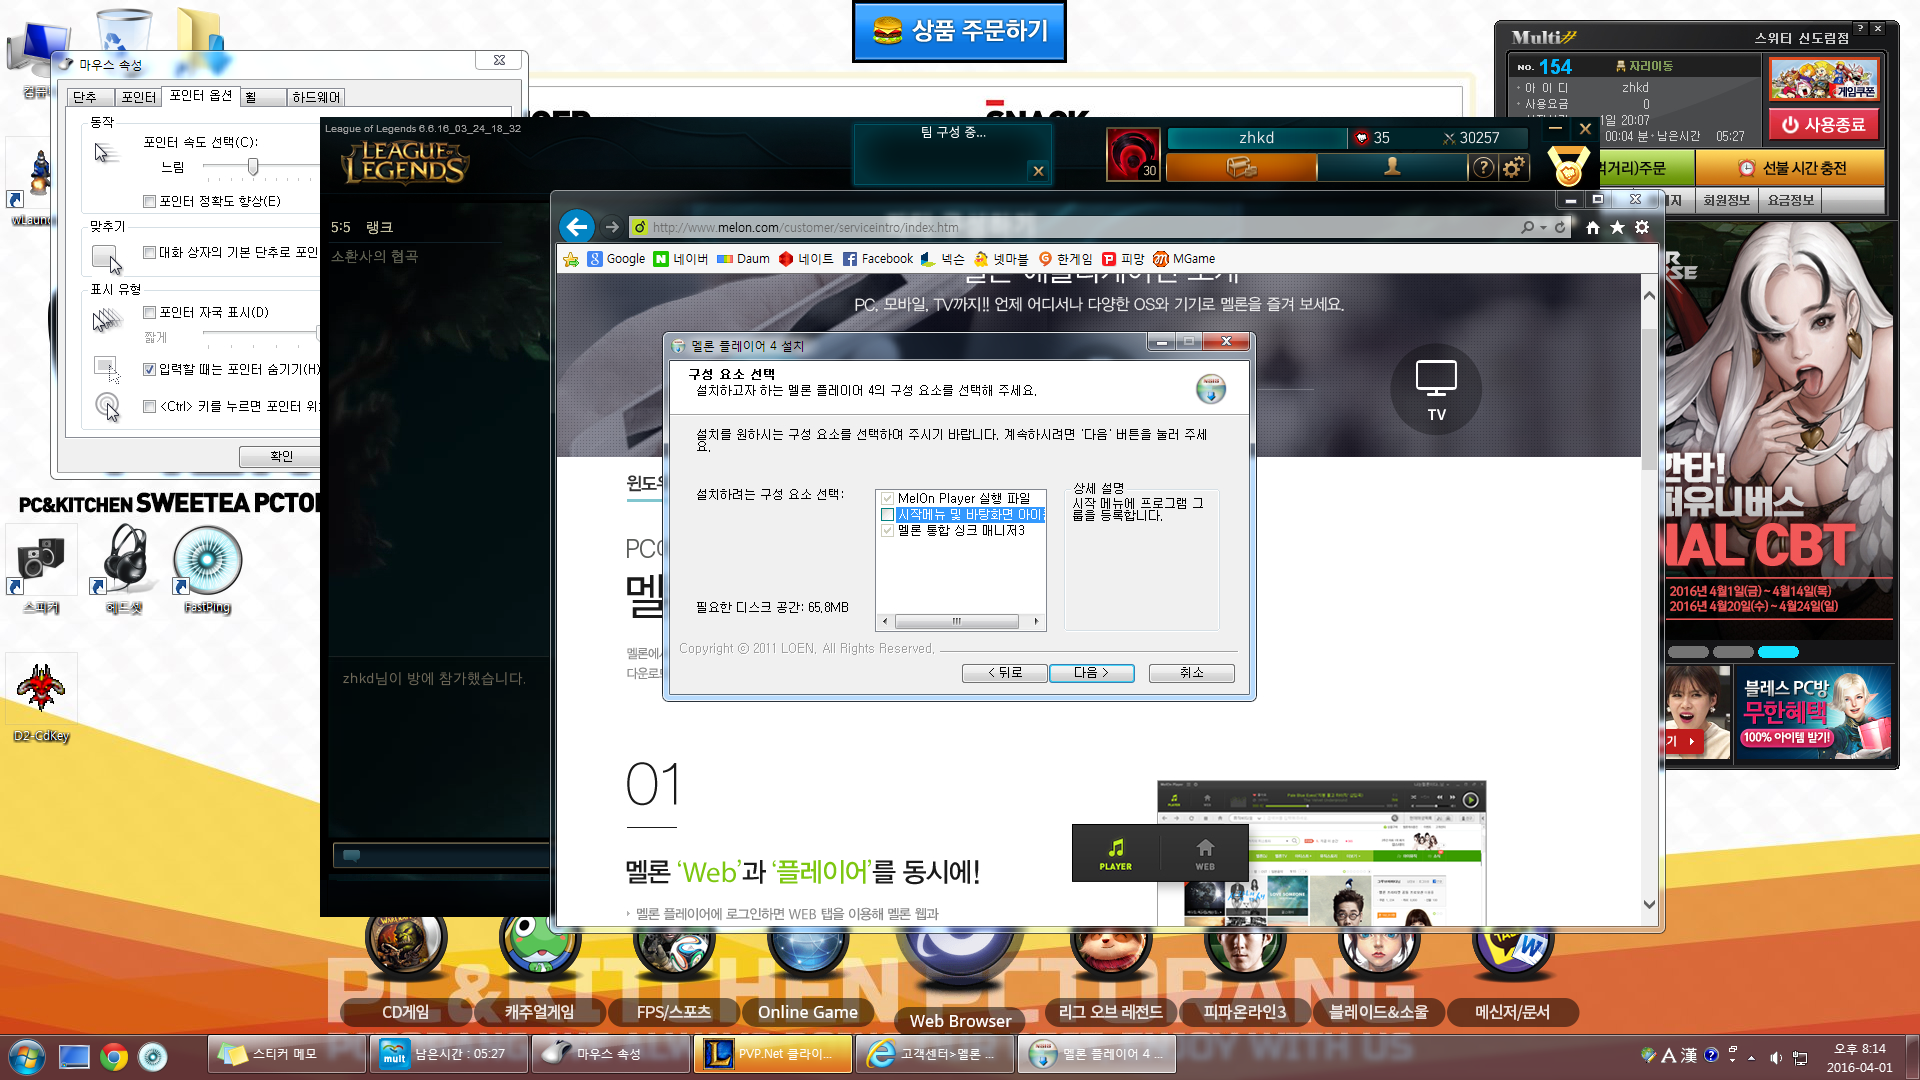 상품 주문하기
마우스 속성
단추
포인터
포인터 옵션
휠
하드웨어
동작
포인터 속도 선택(C):
느림
포인터 정확도 향상(E)
맞추기
대화 상자의 기본 단추로 포인
표시 유형
포인터 자국 표시(D)
짧게
입력할 때는 포인터 숨기기(H)
<Ctrl> 키를 누르면 포인터 위
확인
PC&KITCHEN SWEETEA PCTO
스피커
헤드셋
FastPing
D2-CdKey
SNACK
League of Legends 6.6.16_03_24_18_32
LEAGUE OF LEGENDS
팀 구성 중...
zhkd
35
30257
30
5:5 랭크
소환사의 협곡
zhkd님이 방에 참가했습니다.
http://www.melon.com/customer/serviceintro/index.htm
Google
네이버
Daum
네이트
Facebook
넥슨
넷마블
한게임
피망
MGame
PC, 모바일, TV까지!! 언제 어디서나 다양한 OS와 기기로 멜론을 즐겨 보세요.
TV
윈도우
멜론 플레이어 4 설치
구성 요소 선택
설치하고자 하는 멜론 플레이어 4의 구성 요소를 선택해 주세요.
설치를 원하시는 구성 요소를 선택하여 주시기 바랍니다. 계속하시려면 '다음' 버튼을 눌러 주세
요.
설치하려는 구성 요소 선택:
MelOn Player 실행 파일
시작메뉴 및 바탕화면 아이
멜론 통합 싱크 매니저3
상세 설명
시작 메뉴에 프로그램 그
룹을 등록합니다.
필요한 디스크 공간: 65.8MB
Copyright ⓒ 2011 LOEN. All Rights Reserved.
< 뒤로
다음 >
취소
01
멜론 ‘Web’과 ‘플레이어’를 동시에!
멜론 플레이어에 로그인하면 WEB 탭을 이용해 멜론 웹과
PLAYER
WEB
Multi
스위티 신도림점
NO. 154
자리이동
아 이 디 zhkd
사용요금 0
일 20:07
00:04 분
남은시간 05:27
게임쿠폰
사용종료
먹거리)주문
선불 시간 충전
회원정보
요금정보
NAL CBT
2016년 4월1일(금) ~ 4월14일(목)
2016년 4월20일(수) ~ 4월24일(일)
블레스 PC방
무한혜택
100% 아이템 받기!
CD게임
캐주얼게임
FPS/스포츠
Online Game
Web Browser
리그 오브 레전드
피파온라인3
블레이드&소울
메신저/문서
PC&KITCHEN PCTOPANG
스티커 메모
남은시간 : 05:27
마우스 속성
PVP.Net 클라이...
고객센터>멜론 ...
멜론 플레이어 4 ...
A 漢
오후 8:14
2016-04-01